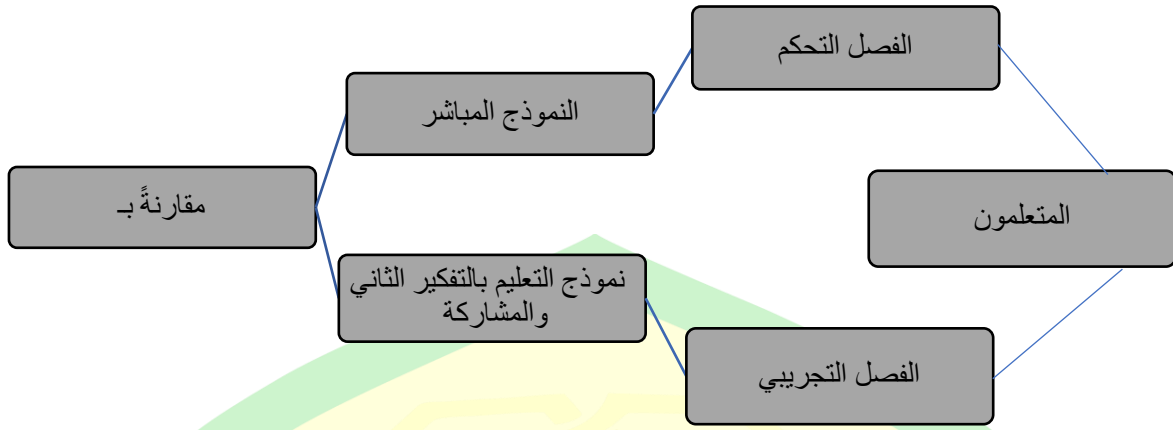 الفصل التحكم
النموذج المباشر
المتعلمون
مقارنةً بـ
نموذج التعليم بالتفكير الثاني
والمشاركة
الفصل التجريبي